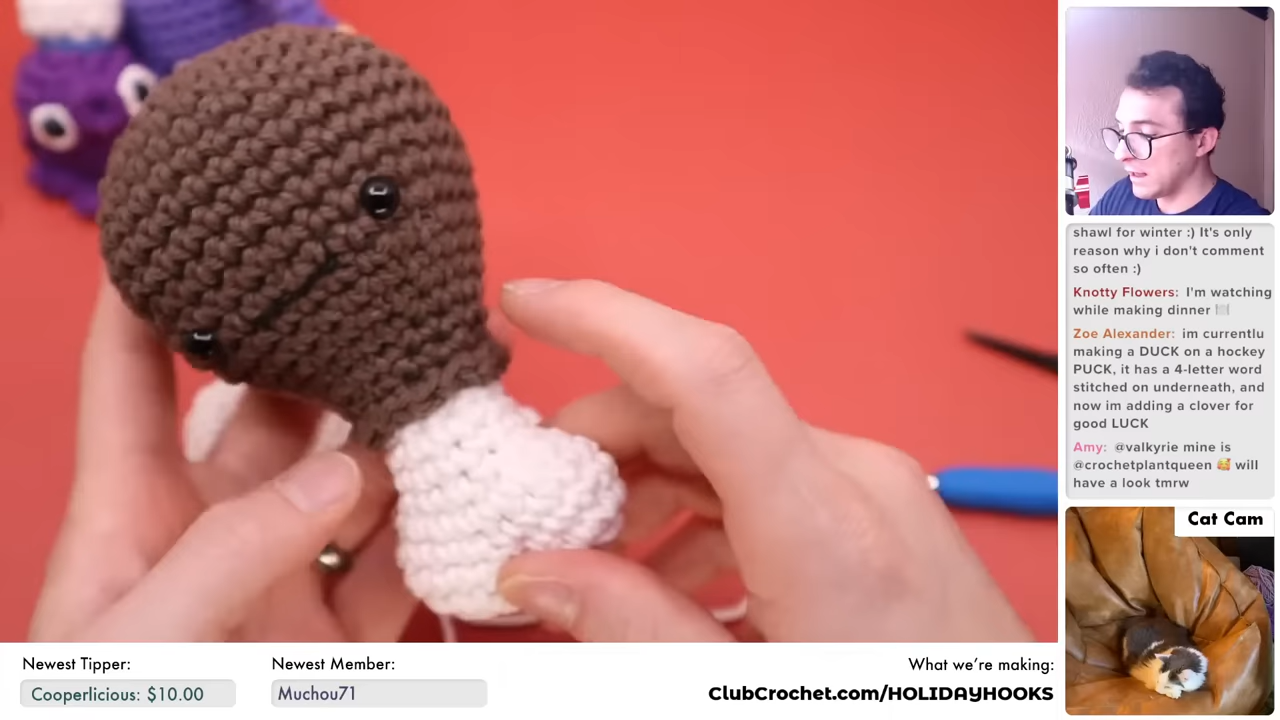 shawl for winter :) It's only
reason why i don't comment
so often :)
Knotty Flowers: I'm watching
while making dinner 🍽️
Zoe Alexander: im currentlu
making a DUCK on a hockey
PUCK, it has a 4-letter word
stitched on underneath, and
now im adding a clover for
good LUCK
Amy: @valkyrie mine is
@crochetplantqueen 🥰 will
have a look tmrw
Cat Cam
Newest Tipper:
Cooperlicious: $10.00
Newest Member:
Muchou71
What we're making:
ClubCrochet.com/HOLIDAYHOOKS